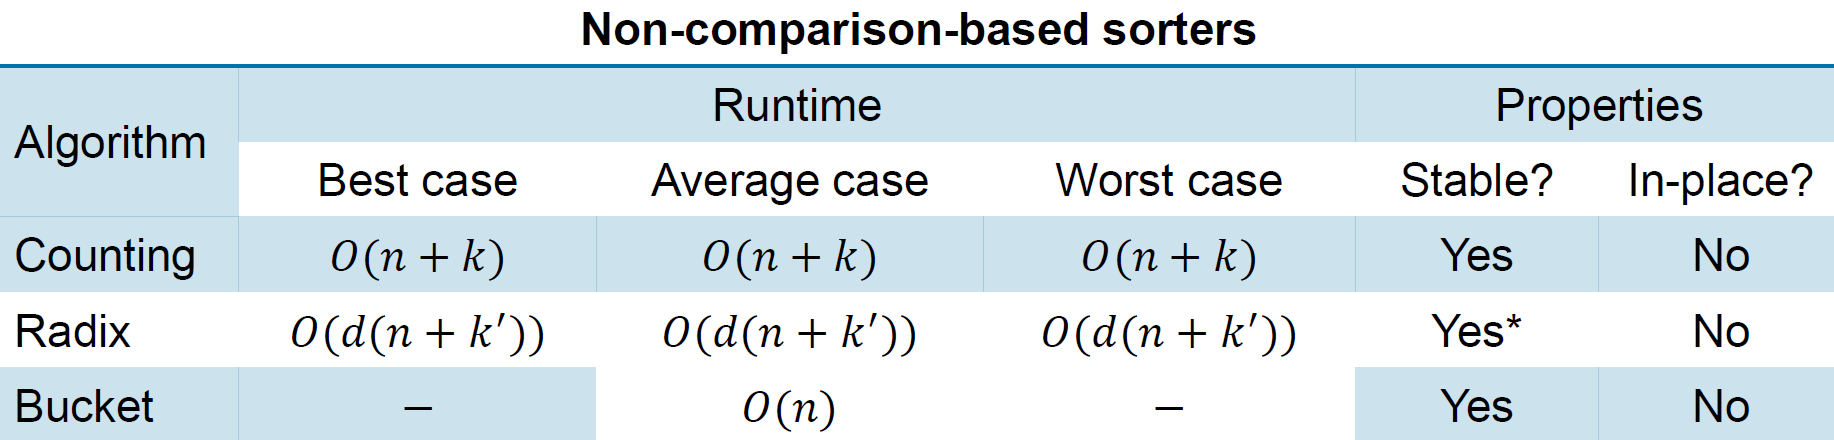 Non-comparison-based sorters
Algorithm Runtime Properties
Best case Average case Worst case Stable? In-place?
Counting O(n + k) O(n + k) O(n + k) Yes No
Radix O(d(n + k′)) O(d(n + k′)) O(d(n + k′)) Yes* No
Bucket – O(n) – Yes No